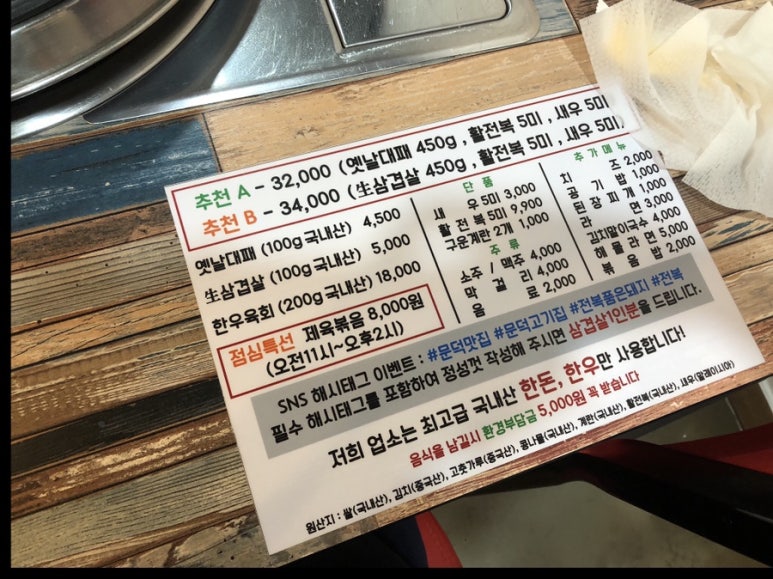 추천 A - 32,000 (옛날대패 450g , 활전복 5미 , 새우 5미)
추천 B - 34,000 (生삼겹살 450g , 활전복 5미 , 새우 5미)
옛날대패 (100g국내산) 4,500
生삼겹살 (100g국내산) 5,000
한우육회 (200g국내산) 18,000
점심특선 제육볶음 8,000원
(오전11시~오후2시)
단품
새우 5미 3,000
활전복5미 9,900
구운계란 2개 1,000
주류
소주 / 맥주 4,000
막걸리 4,000
음료 2,000
추가메뉴
치즈 2,000
공기밥 1,000
된장찌개 1,000
라면 3,000
김치말이국수 4,000
해물라면 5,000
볶음밥 2,000
SNS 해시태그 이벤트 : #문덕맛집 #문덕고기집 #전복품은돼지 #전복
필수 해시태그를 포함하여 정성껏 작성해 주시면 삼겹살1인분을 드립니다.
저희 업소는 최고급 국내산 한돈, 한우만 사용합니다!
음식을 남길시 환경부담금 5,000원 꼭 받습니다
원산지 : 쌀(국내산), 김치(중국산), 고춧가루(중국산), 콩나물(국내산), 계란(국내산), 활전복(국내산), 새우(말레이시아)